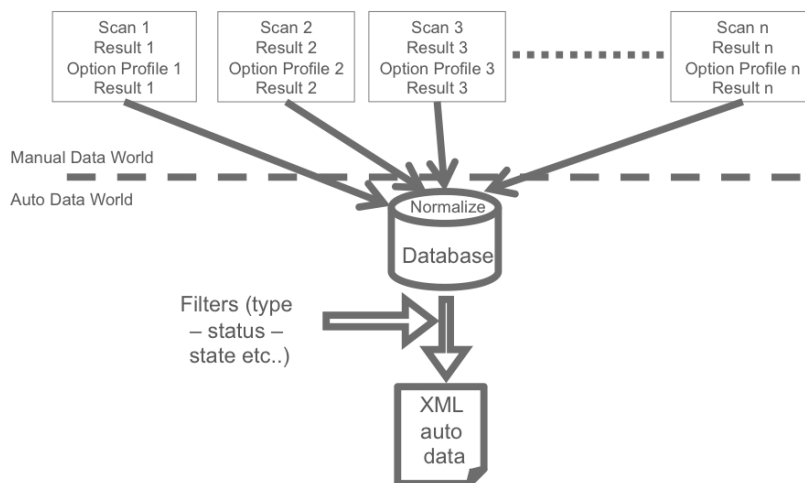 Scan 1
Result 1
Option Profile 1
Result 1
Scan 2
Result 2
Option Profile 2
Result 2
Scan 3
Result 3
Option Profile 3
Result 3
Scan n
Result n
Option Profile n
Result n
Manual Data World
Auto Data World
Normalize
Database
Filters (type
– status –
state etc..)
XML
auto
data